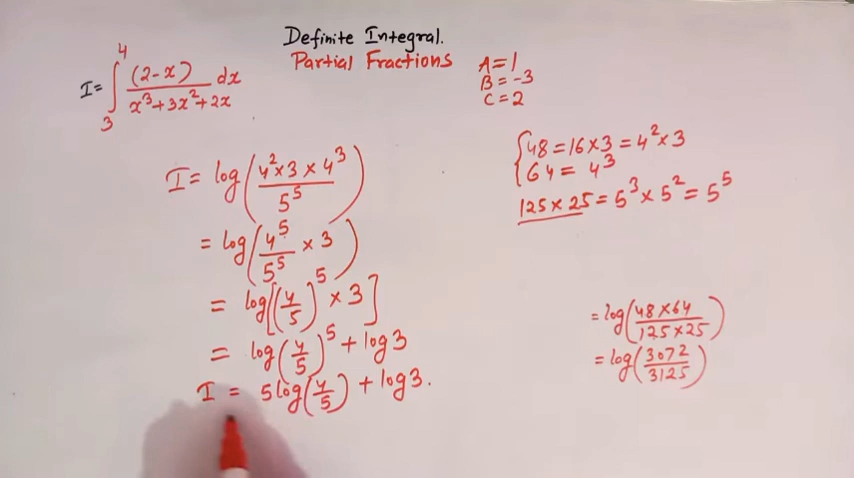 Definite Integral.
Partial Fractions
I = ∫₃⁴ (2-x)/(x³+3x²+2x) dx
A=1
B=-3
C=2
{48=16×3=4²×3
{64= 4³
125×25=5³×5²=5⁵
I= log(4²×3×4³/5⁵)
= log(4⁵/5⁵ ×3)
= log[(4/5)⁵ ×3]
= log(4/5)⁵ + log3
I = 5log(4/5) + log3.
=log(48×64/125×25)
=log(3072/3125)